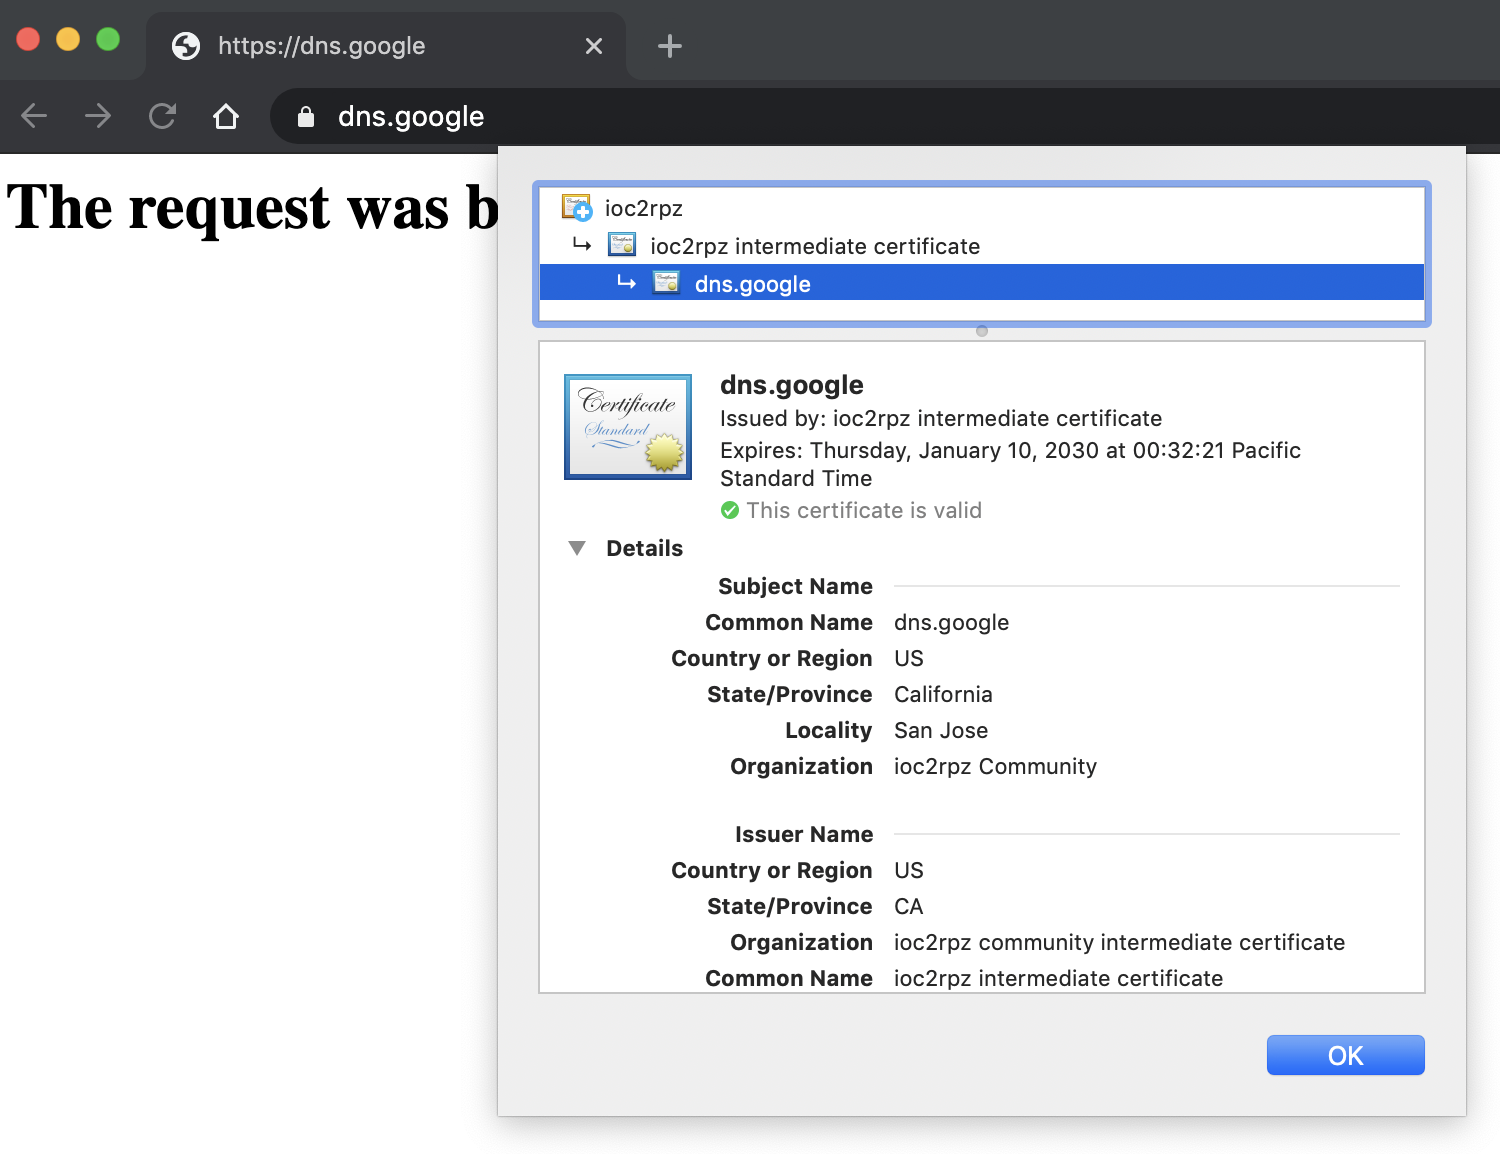 https://dns.google
dns.google
The request was b
ioc2rpz
ioc2rpz intermediate certificate
dns.google
Certificate
Standard
dns.google
Issued by: ioc2rpz intermediate certificate
Expires: Thursday, January 10, 2030 at 00:32:21 Pacific
Standard Time
This certificate is valid
Details
Subject Name
Common Name dns.google
Country or Region US
State/Province California
Locality San Jose
Organization ioc2rpz Community
Issuer Name
Country or Region US
State/Province CA
Organization ioc2rpz community intermediate certificate
Common Name ioc2rpz intermediate certificate
OK